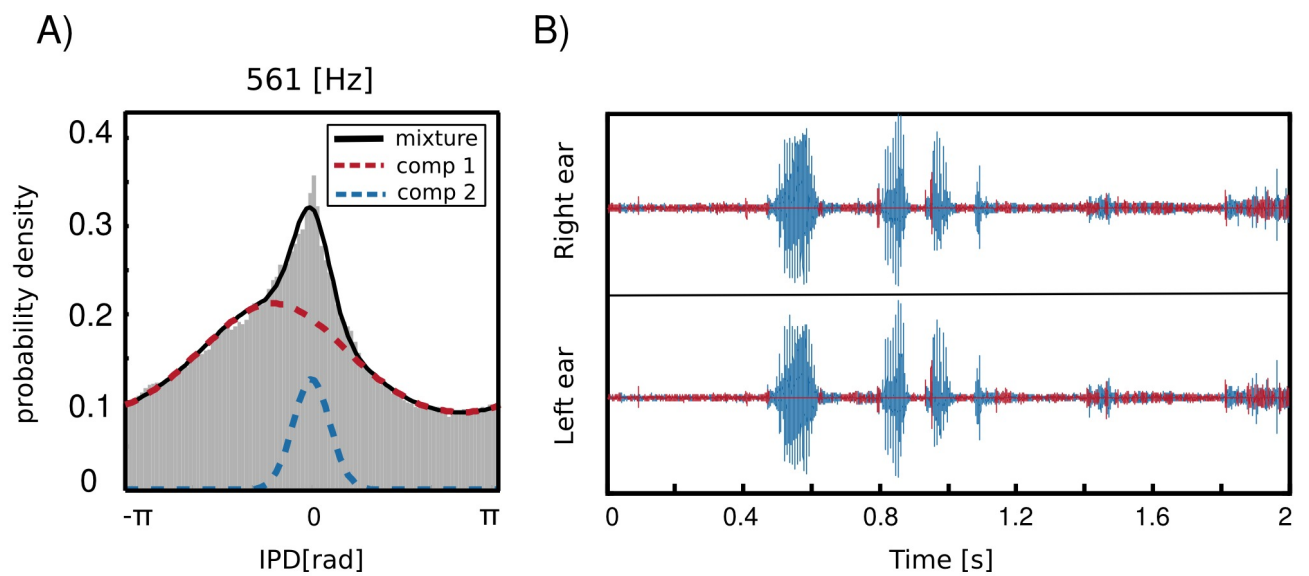 A)
561 [Hz]
mixture
comp 1
comp 2
0.4
0.3
0.2
0.1
0
probability density
-π 0 π
IPD[rad]
B)
Right ear
Left ear
0 0.4 0.8 1.2 1.6 2
Time [s]